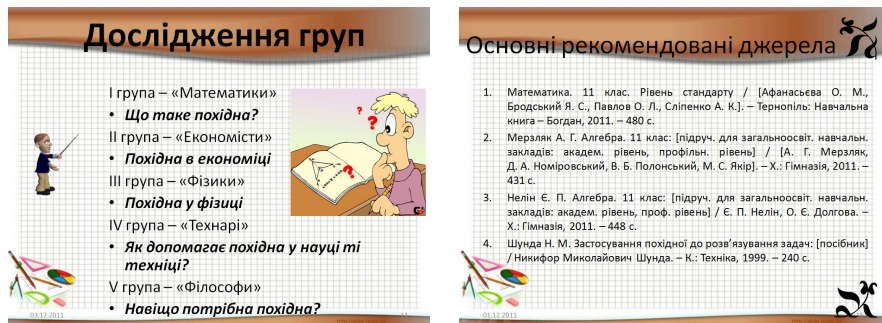 Дослідження груп
І група – «Математики»
• Що таке похідна?
ІІ група – «Економісти»
• Похідна в економіці
ІІІ група – «Фізики»
• Похідна у фізиці
IV група – «Технарі»
• Як допомагає похідна у науці ті
техніці?
V група – «Філософи»
• Навіщо потрібна похідна?
03.12.2011
Основні рекомендовані джерела
1. Математика. 11 клас. Рівень стандарту / [Афанасьєва О. М.,
Бродський Я. С., Павлов О. Л., Сліпенко А. К.]. – Тернопіль: Навчальна
книга – Богдан, 2011. – 480 с.
2. Мерзляк А. Г. Алгебра. 11 клас: [підруч. для загальноосвіт. навчальн.
закладів: академ. рівень, профільн. рівень] / [А. Г. Мерзляк,
Д. А. Номіровський, В. Б. Полонський, М. С. Якір]. – Х.: Гімназія, 2011. –
431 с.
3. Нелін Є. П. Алгебра. 11 клас: [підруч. для загальноосвіт. навчальн.
закладів: академ. рівень, проф. рівень] / Є. П. Нелін, О. Є. Долгова. –
Х.: Гімназія, 2011. – 448 с.
4. Шунда Н. М. Застосування похідної до розв’язування задач: [посібник]
/ Никифор Миколайович Шунда. – К.: Техніка, 1999. – 240 с.
01.12.2011